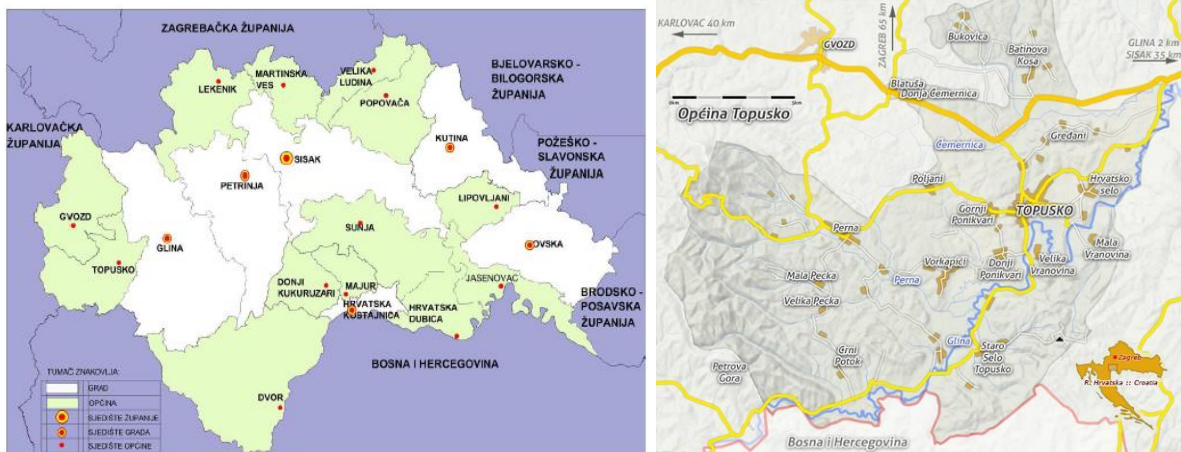 ZAGREBAČKA ŽUPANIJA
BJELOVARSKO -
BILOGORSKA
ŽUPANIJA
KARLOVAČKA
ŽUPANIJA
POŽEŠKO -
SLAVONSKA
ŽUPANIJA
BRODSKO -
POSAVSKA
ŽUPANIJA
BOSNA I HERCEGOVINA
LEKENIK
MARTINSKA
VES
VELIKA
LUDINA
POPOVAČA
KUTINA
SISAK
PETRINJA
LIPOVLJANI
GVOZD
GLINA
TOPUSKO
SUNJA
OVSKA
JASENOVAC
DONJI
KUKURUZARI
MAJUR
HRVATSKA
KOSTAJNICA
HRVATSKA
DUBICA
DVOR
TUMAČ ZNAKOVLJA:
GRAD
OPĆINA
SJEDIŠTE ŽUPANIJE
SJEDIŠTE GRADA
SJEDIŠTE OPĆINE
KARLOVAC 40 km
ZAGREB 65 km
GLINA 2 km
SISAK 35 km
GVOZD
Bukovica
Batinova
Kosa
Blatuša
Donja Čemernica
0km
5km
Općina Topusko
Čemernica
Gređani
Poljani
Hrvatsko
selo
Gornji
Ponikvari
TOPUSKO
Perna
Mala
Vranovina
Velika
Vranovina
Donji
Ponikvari
Vorkapići
Mala Pecka
Perna
Velika Pecka
Glina
Crni
Potok
Staro
Selo
Topusko
Petrova
Gora
Zagreb
R. Hrvatska :: Croatia
Bosna i Hercegovina